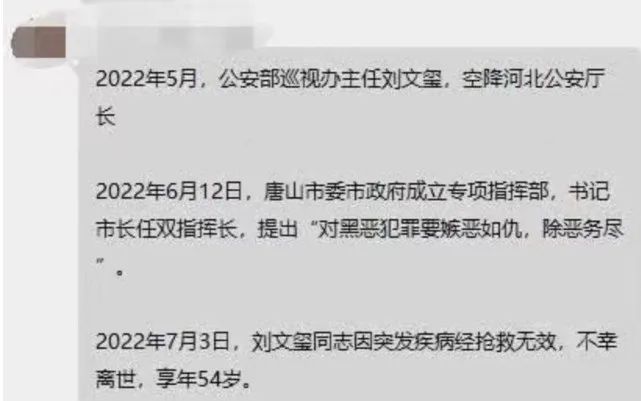 2022年5月，公安部巡视办主任刘文玺，空降河北公安厅
长
2022年6月12日，唐山市委市政府成立专项指挥部，书记
市长任双指挥长，提出“对黑恶犯罪要嫉恶如仇，除恶务尽
”。
2022年7月3日，刘文玺同志因突发疾病经抢救无效，不幸
离世，享年54岁。